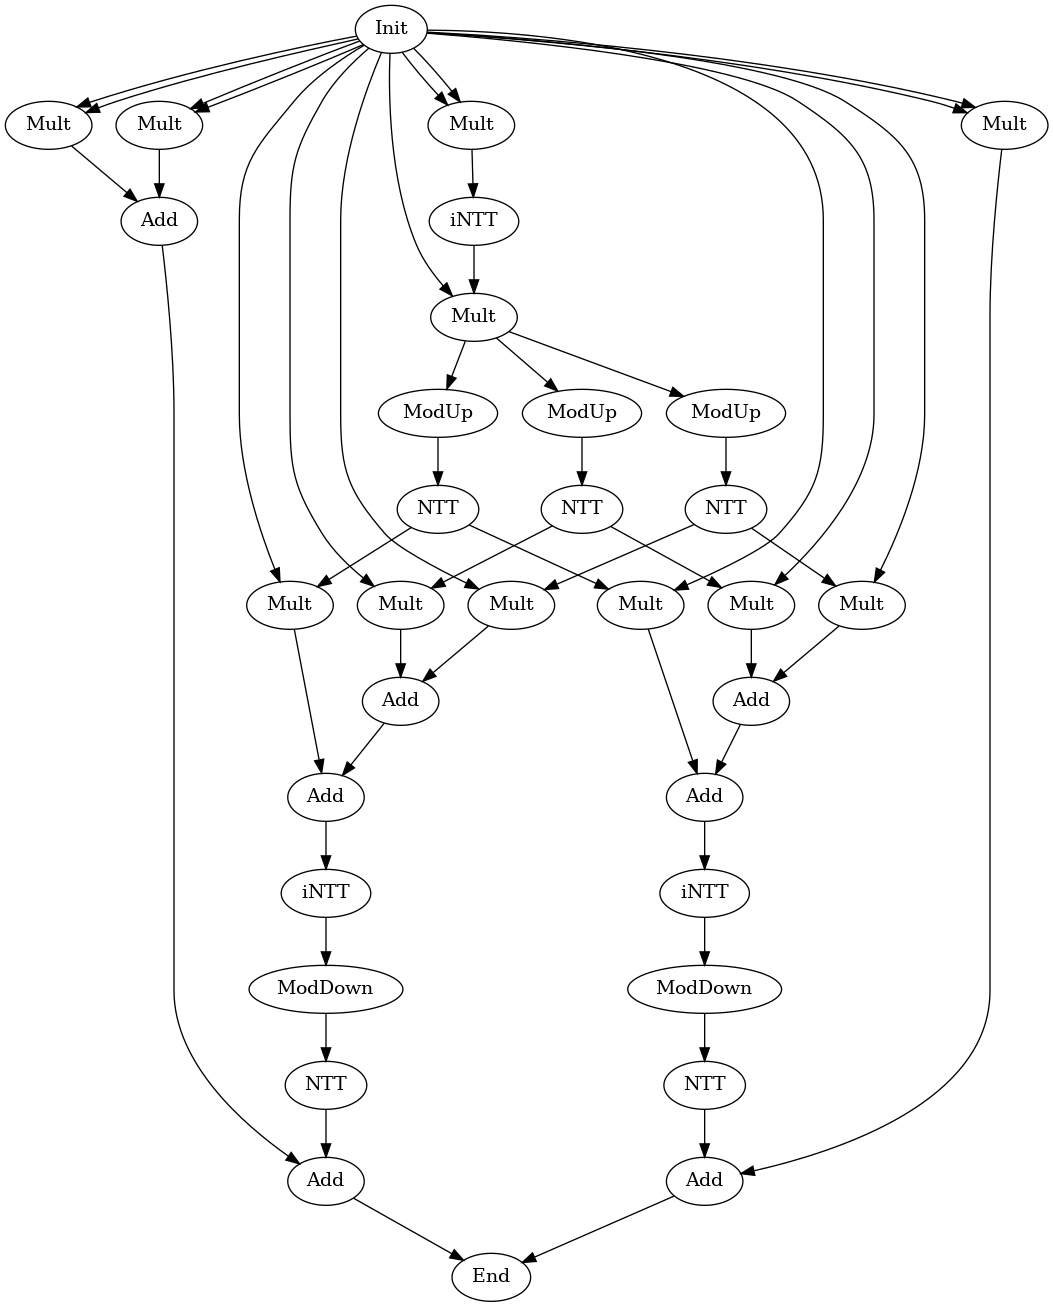 Init
Mult Mult Mult Mult
Add iNTT
Mult
ModUp ModUp ModUp
NTT NTT NTT
Mult Mult Mult Mult Mult Mult
Add Add
Add Add
iNTT iNTT
ModDown ModDown
NTT NTT
Add Add
End